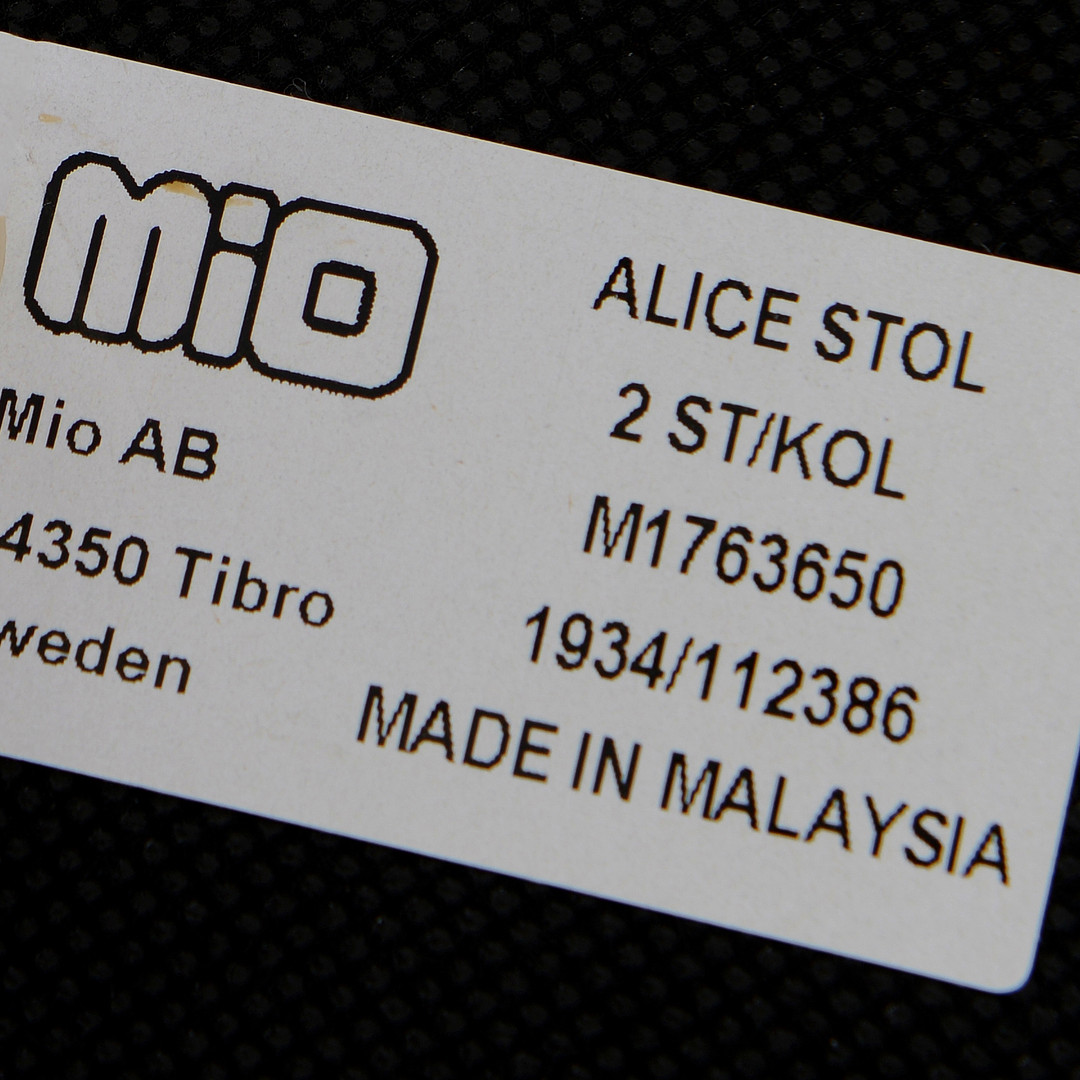 mio
Mio AB
4350 Tibro
weden
ALICE STOL
2 ST/KOL
M1763650
1934/112386
MADE IN MALAYSIA